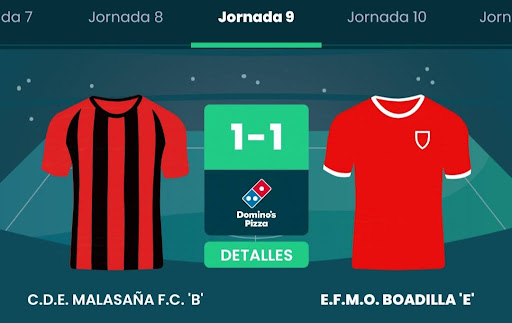 da 7
Jornada 8
Jornada 9
Jornada 10
Jorn
1-1
Domino's
Pizza
DETALLES
C.D.E. MALASAÑA F.C. 'B'
E.F.M.O. BOADILLA 'E'